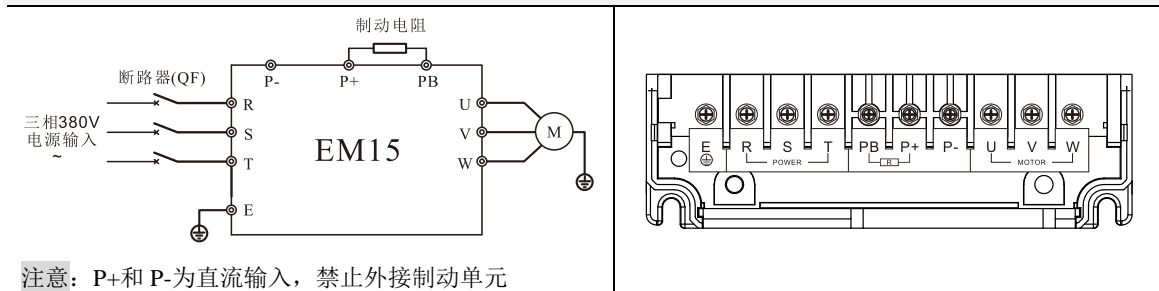 制动电阻
断路器(QF)
P- P+ PB
R
S
T
E
三相380V
电源输入
~
EM15
U
V
W
M
注意：P+和 P-为直流输入，禁止外接制动单元
E R S T PB P+ P- U V W
POWER R MOTOR